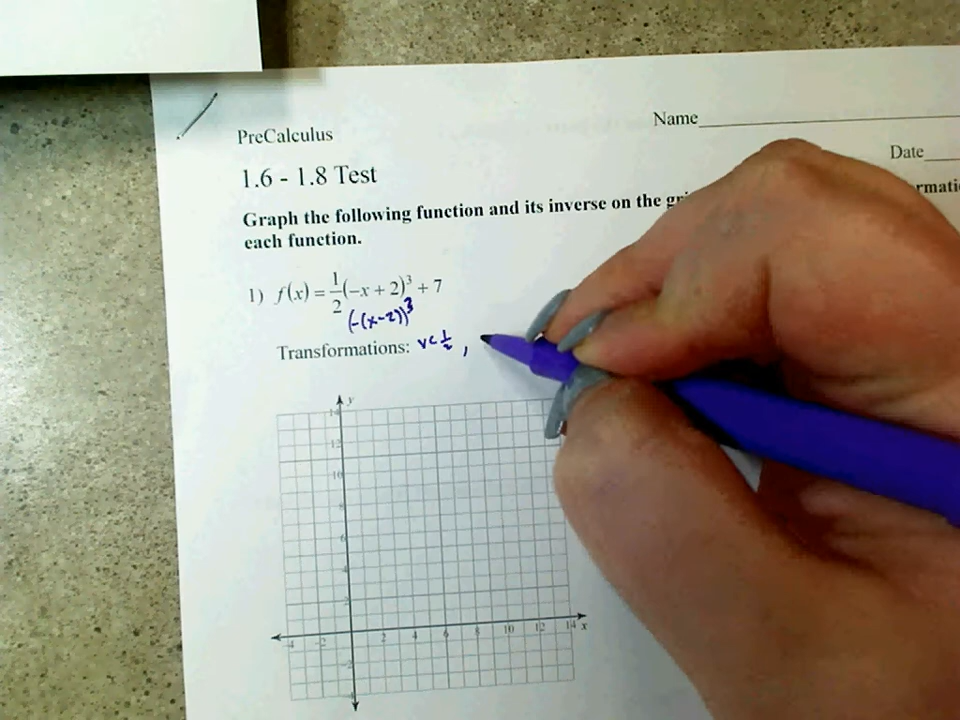 PreCalculus
Name
Date
1.6 - 1.8 Test
Graph the following function and its inverse on the
each function.
1) f(x) = 1/2(-x + 2)³ + 7
(-(x-2))³
Transformations: vc 1/2 ,
y
14
12
10
6
4
2
-4 -2 2 4 6 8 10 12 14 x
-2